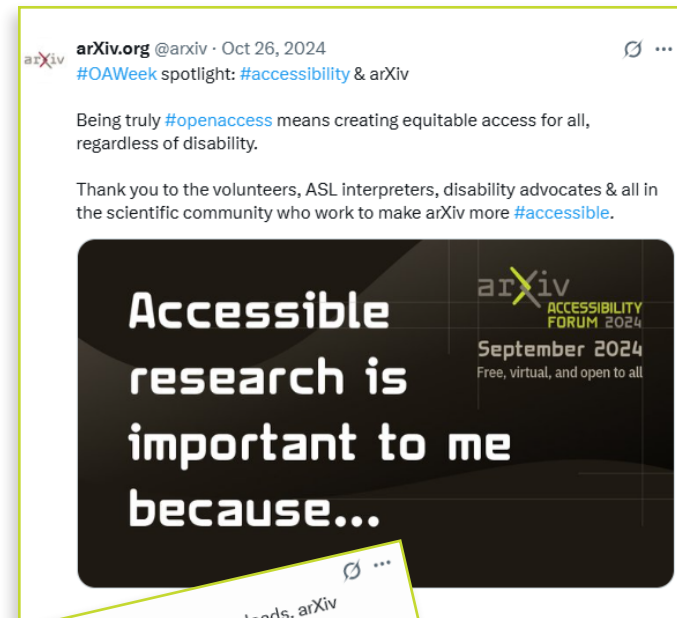 arXiv
arXiv.org @arxiv · Oct 26, 2024
#OAWeek spotlight: #accessibility & arXiv
Being truly #openaccess means creating equitable access for all,
regardless of disability.
Thank you to the volunteers, ASL interpreters, disability advocates & all in
the scientific community who work to make arXiv more #accessible.
arXiv
ACCESSIBILITY
FORUM 2024
September 2024
Free, virtual, and open to all
Accessible
research is
important to me
because...
arXiv